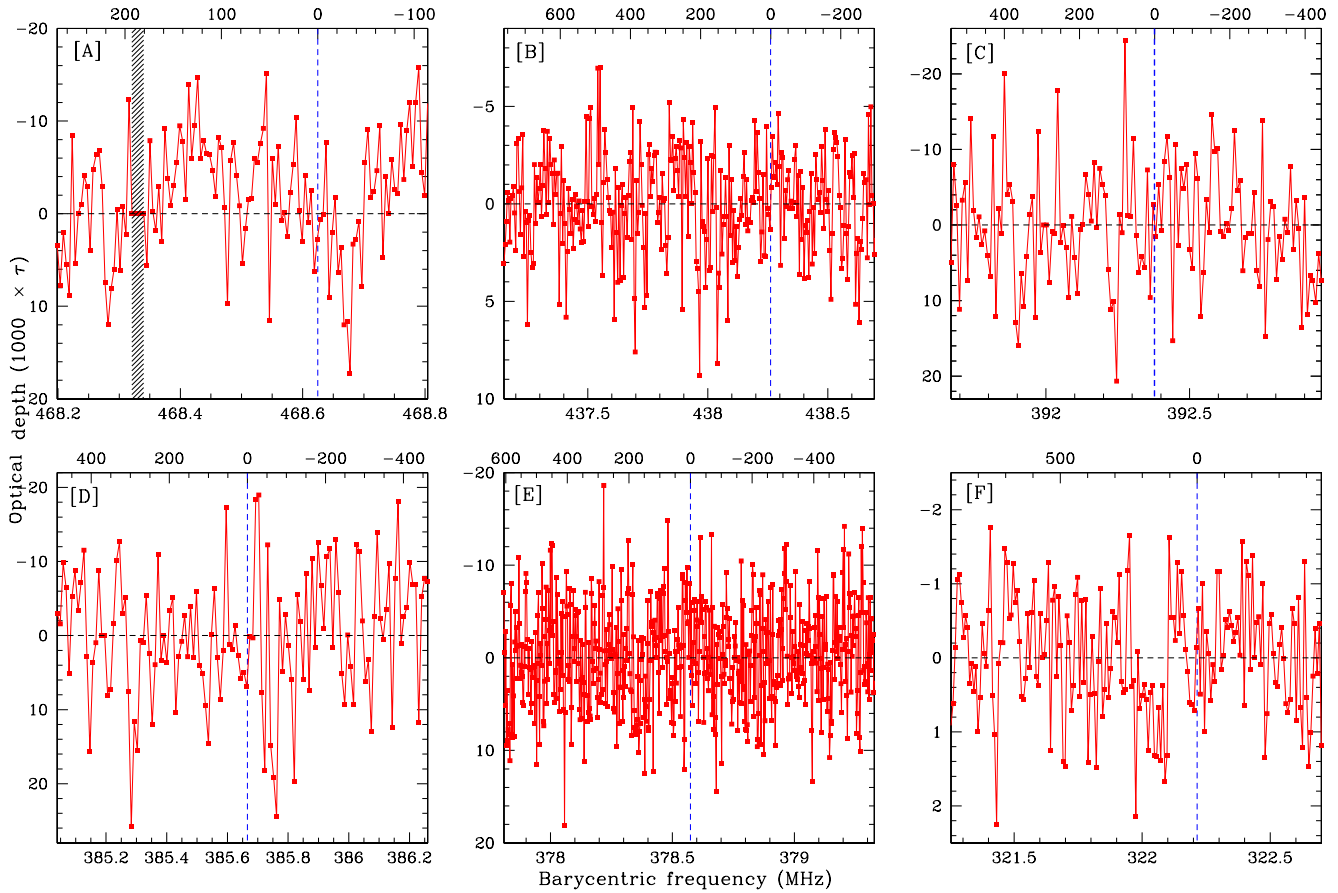 200 100 0 −100
800 600 400 200 0 −200
400 200 0 −200 −400
[A]
[B]
[C]
−20
−10
0
10
20
−5
0
5
10
−20
−10
0
10
20
468.2 468.4 468.6 468.8
437.5 438 438.5
392 392.5
400 200 0 −200 −400
600 400 200 0 −200 −400
500 0
[D]
[E]
[F]
−20
−10
0
10
20
−20
−10
0
10
20
−2
−1
0
1
2
385.2 385.4 385.6 385.8 386 386.2
378 378.5 379
321.5 322 322.5
Optical depth (1000 × τ)
Barycentric frequency (MHz)